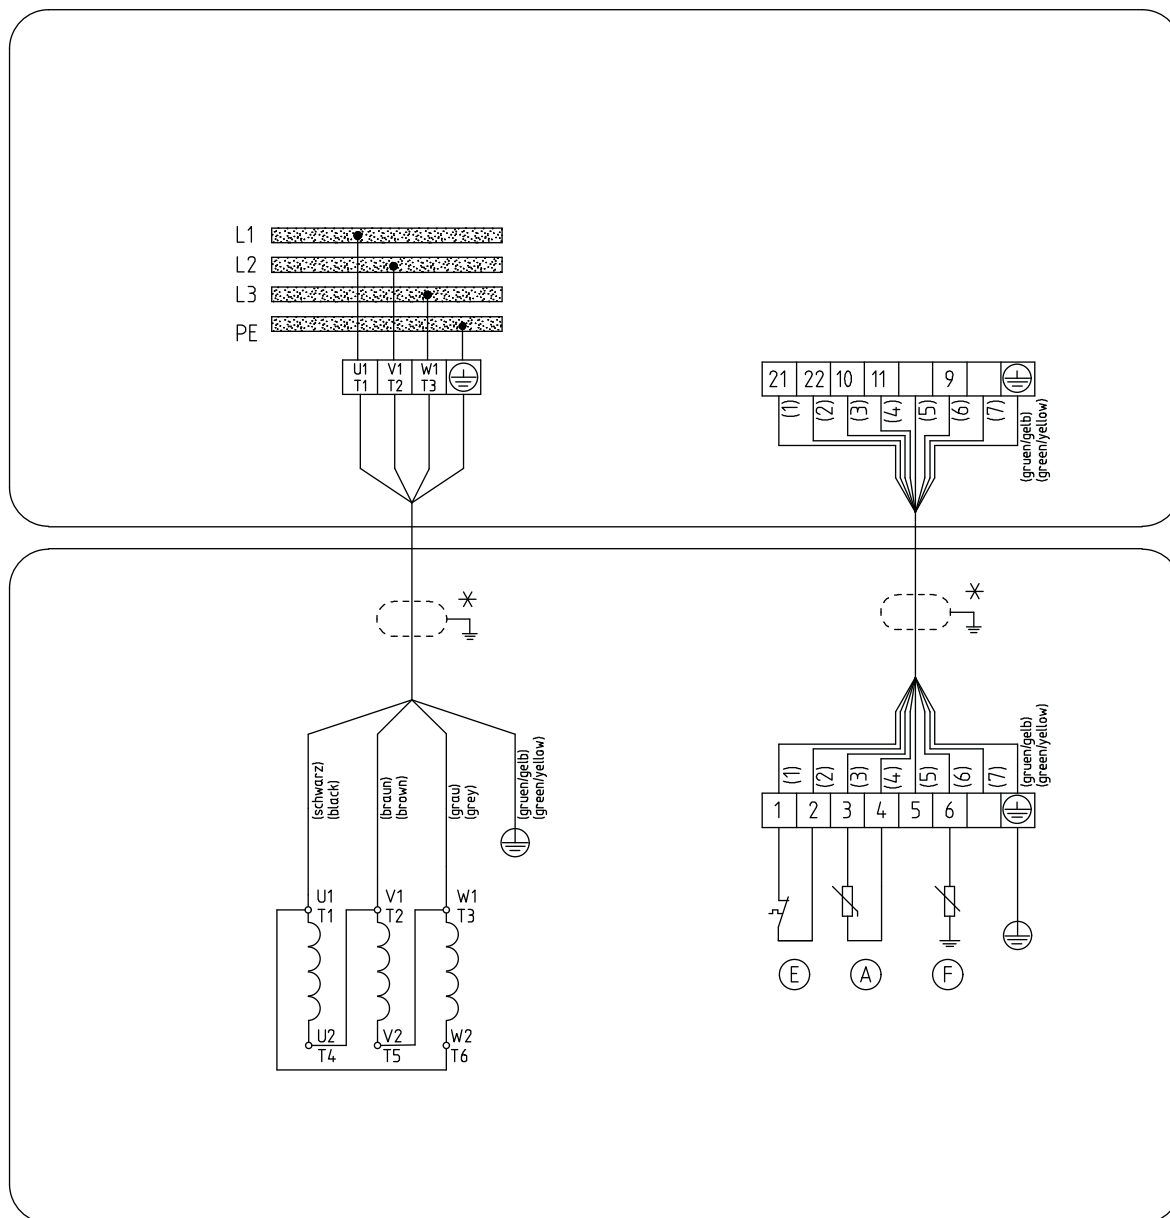 L1
L2
L3
PE
U1 V1 W1
T1 T2 T3
21 22 10 11 9
(1) (2) (3) (4) (5) (6) (7)
(gruen/gelb)
(green/yellow)
*
*
(schwarz)
(black)
(braun)
(brown)
(grau)
(grey)
(gruen/gelb)
(green/yellow)
(1) (2) (3) (4) (5) (6) (7)
(gruen/gelb)
(green/yellow)
1 2 3 4 5 6
U1 V1 W1
T1 T2 T3
E A F
U2 V2 W2
T4 T5 T6